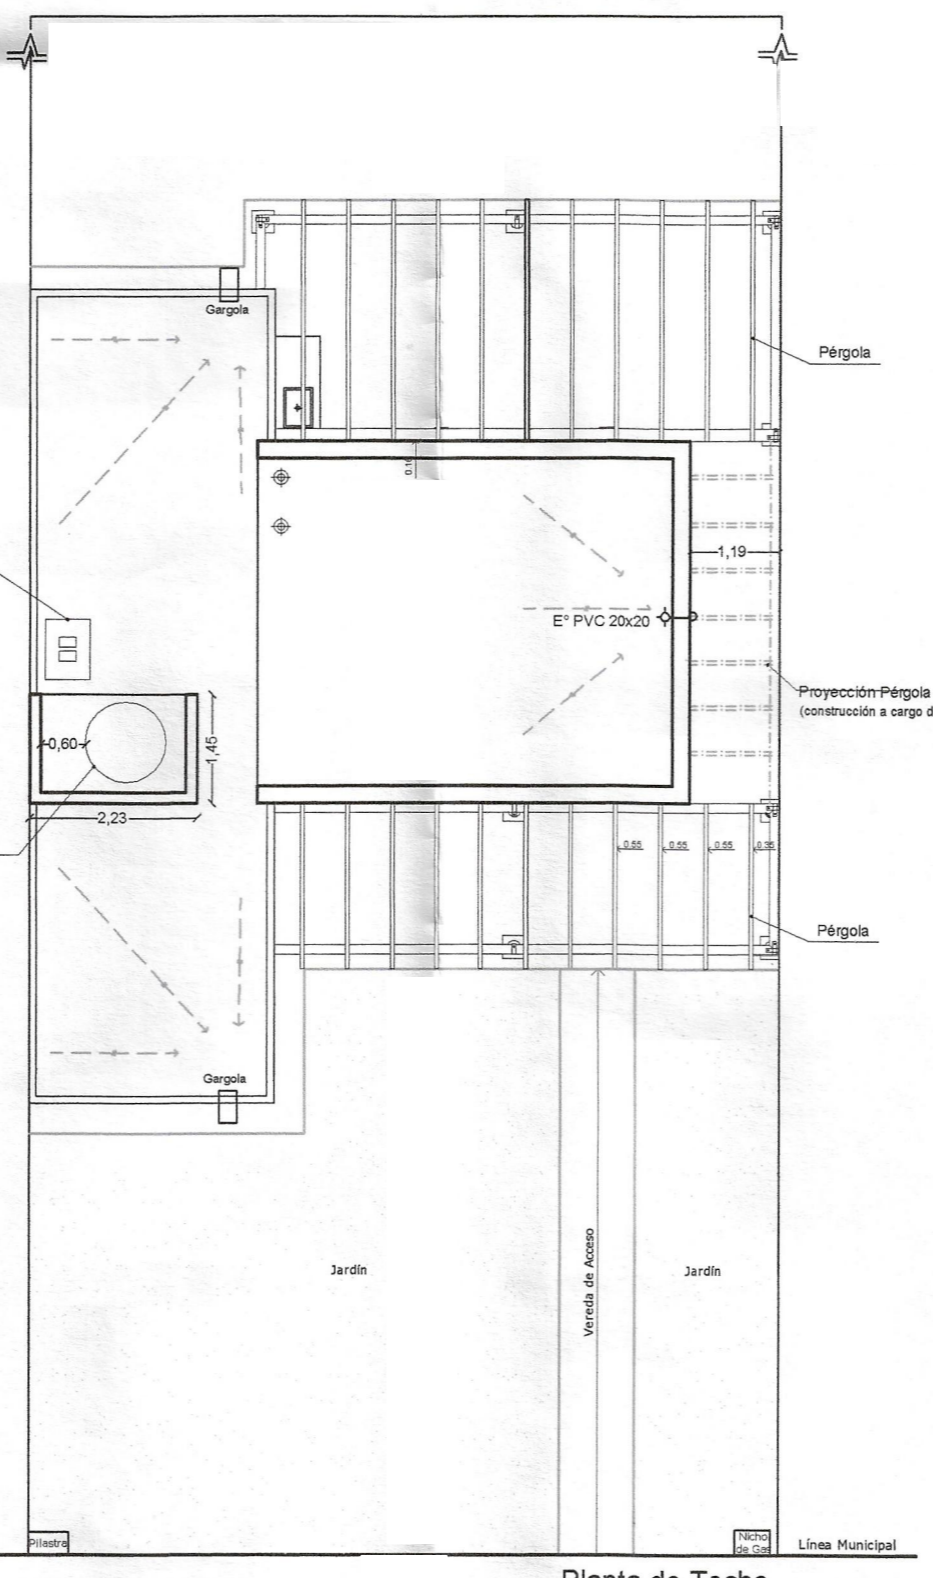 Gargola
Pérgola
0.16
1,19
E° PVC 20x20
Proyección Pérgola
(construcción a cargo d
0,60
1,45
2,23
0.55
0.55
0.55
0.35
Pérgola
Gargola
Vereda de Acceso
Jardín
Jardín
Pilastra
Nicho
de Gas
Línea Municipal
Planta de Techo